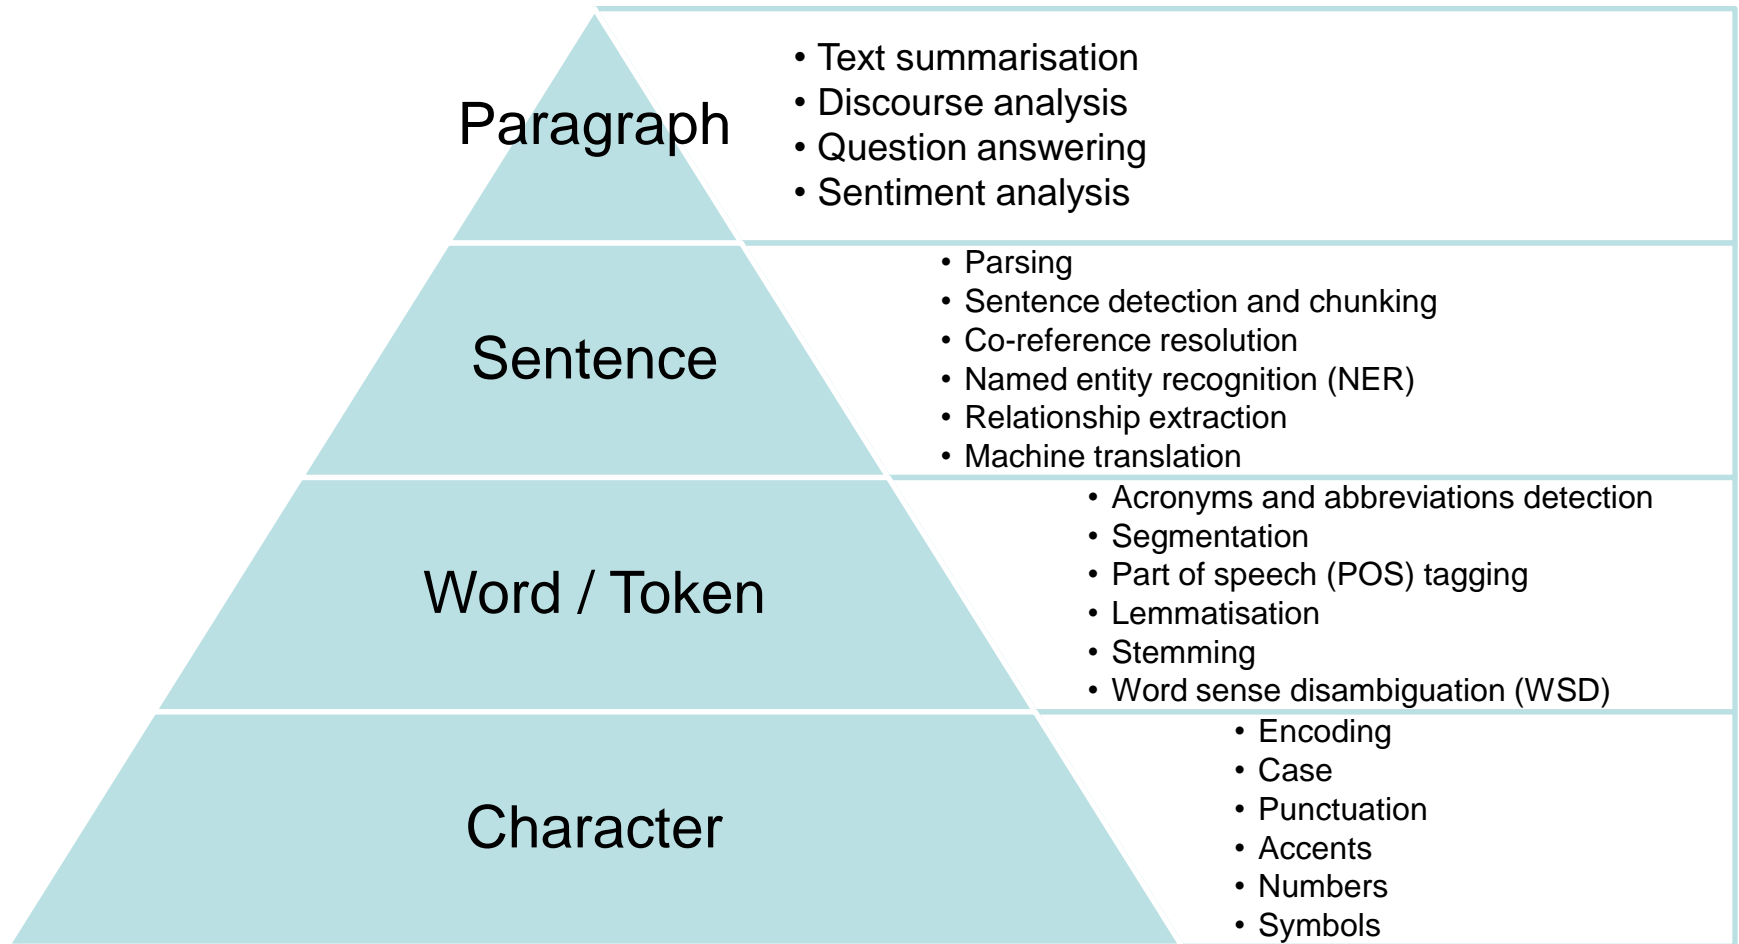 Paragraph
• Text summarisation
• Discourse analysis
• Question answering
• Sentiment analysis
Sentence
• Parsing
• Sentence detection and chunking
• Co-reference resolution
• Named entity recognition (NER)
• Relationship extraction
• Machine translation
Word / Token
• Acronyms and abbreviations detection
• Segmentation
• Part of speech (POS) tagging
• Lemmatisation
• Stemming
• Word sense disambiguation (WSD)
Character
• Encoding
• Case
• Punctuation
• Accents
• Numbers
• Symbols